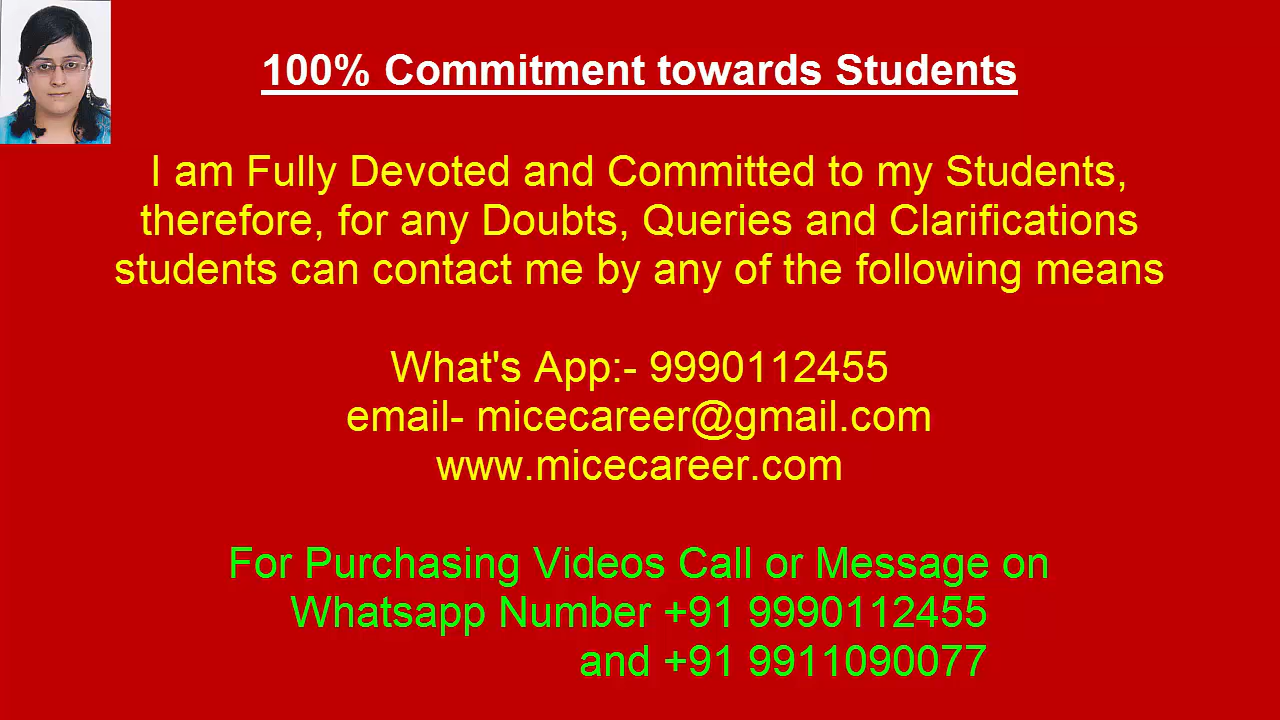 100% Commitment towards Students
I am Fully Devoted and Committed to my Students,
therefore, for any Doubts, Queries and Clarifications
students can contact me by any of the following means
What's App:- 9990112455
email- micecareer@gmail.com
www.micecareer.com
For Purchasing Videos Call or Message on
Whatsapp Number +91 9990112455
and +91 9911090077